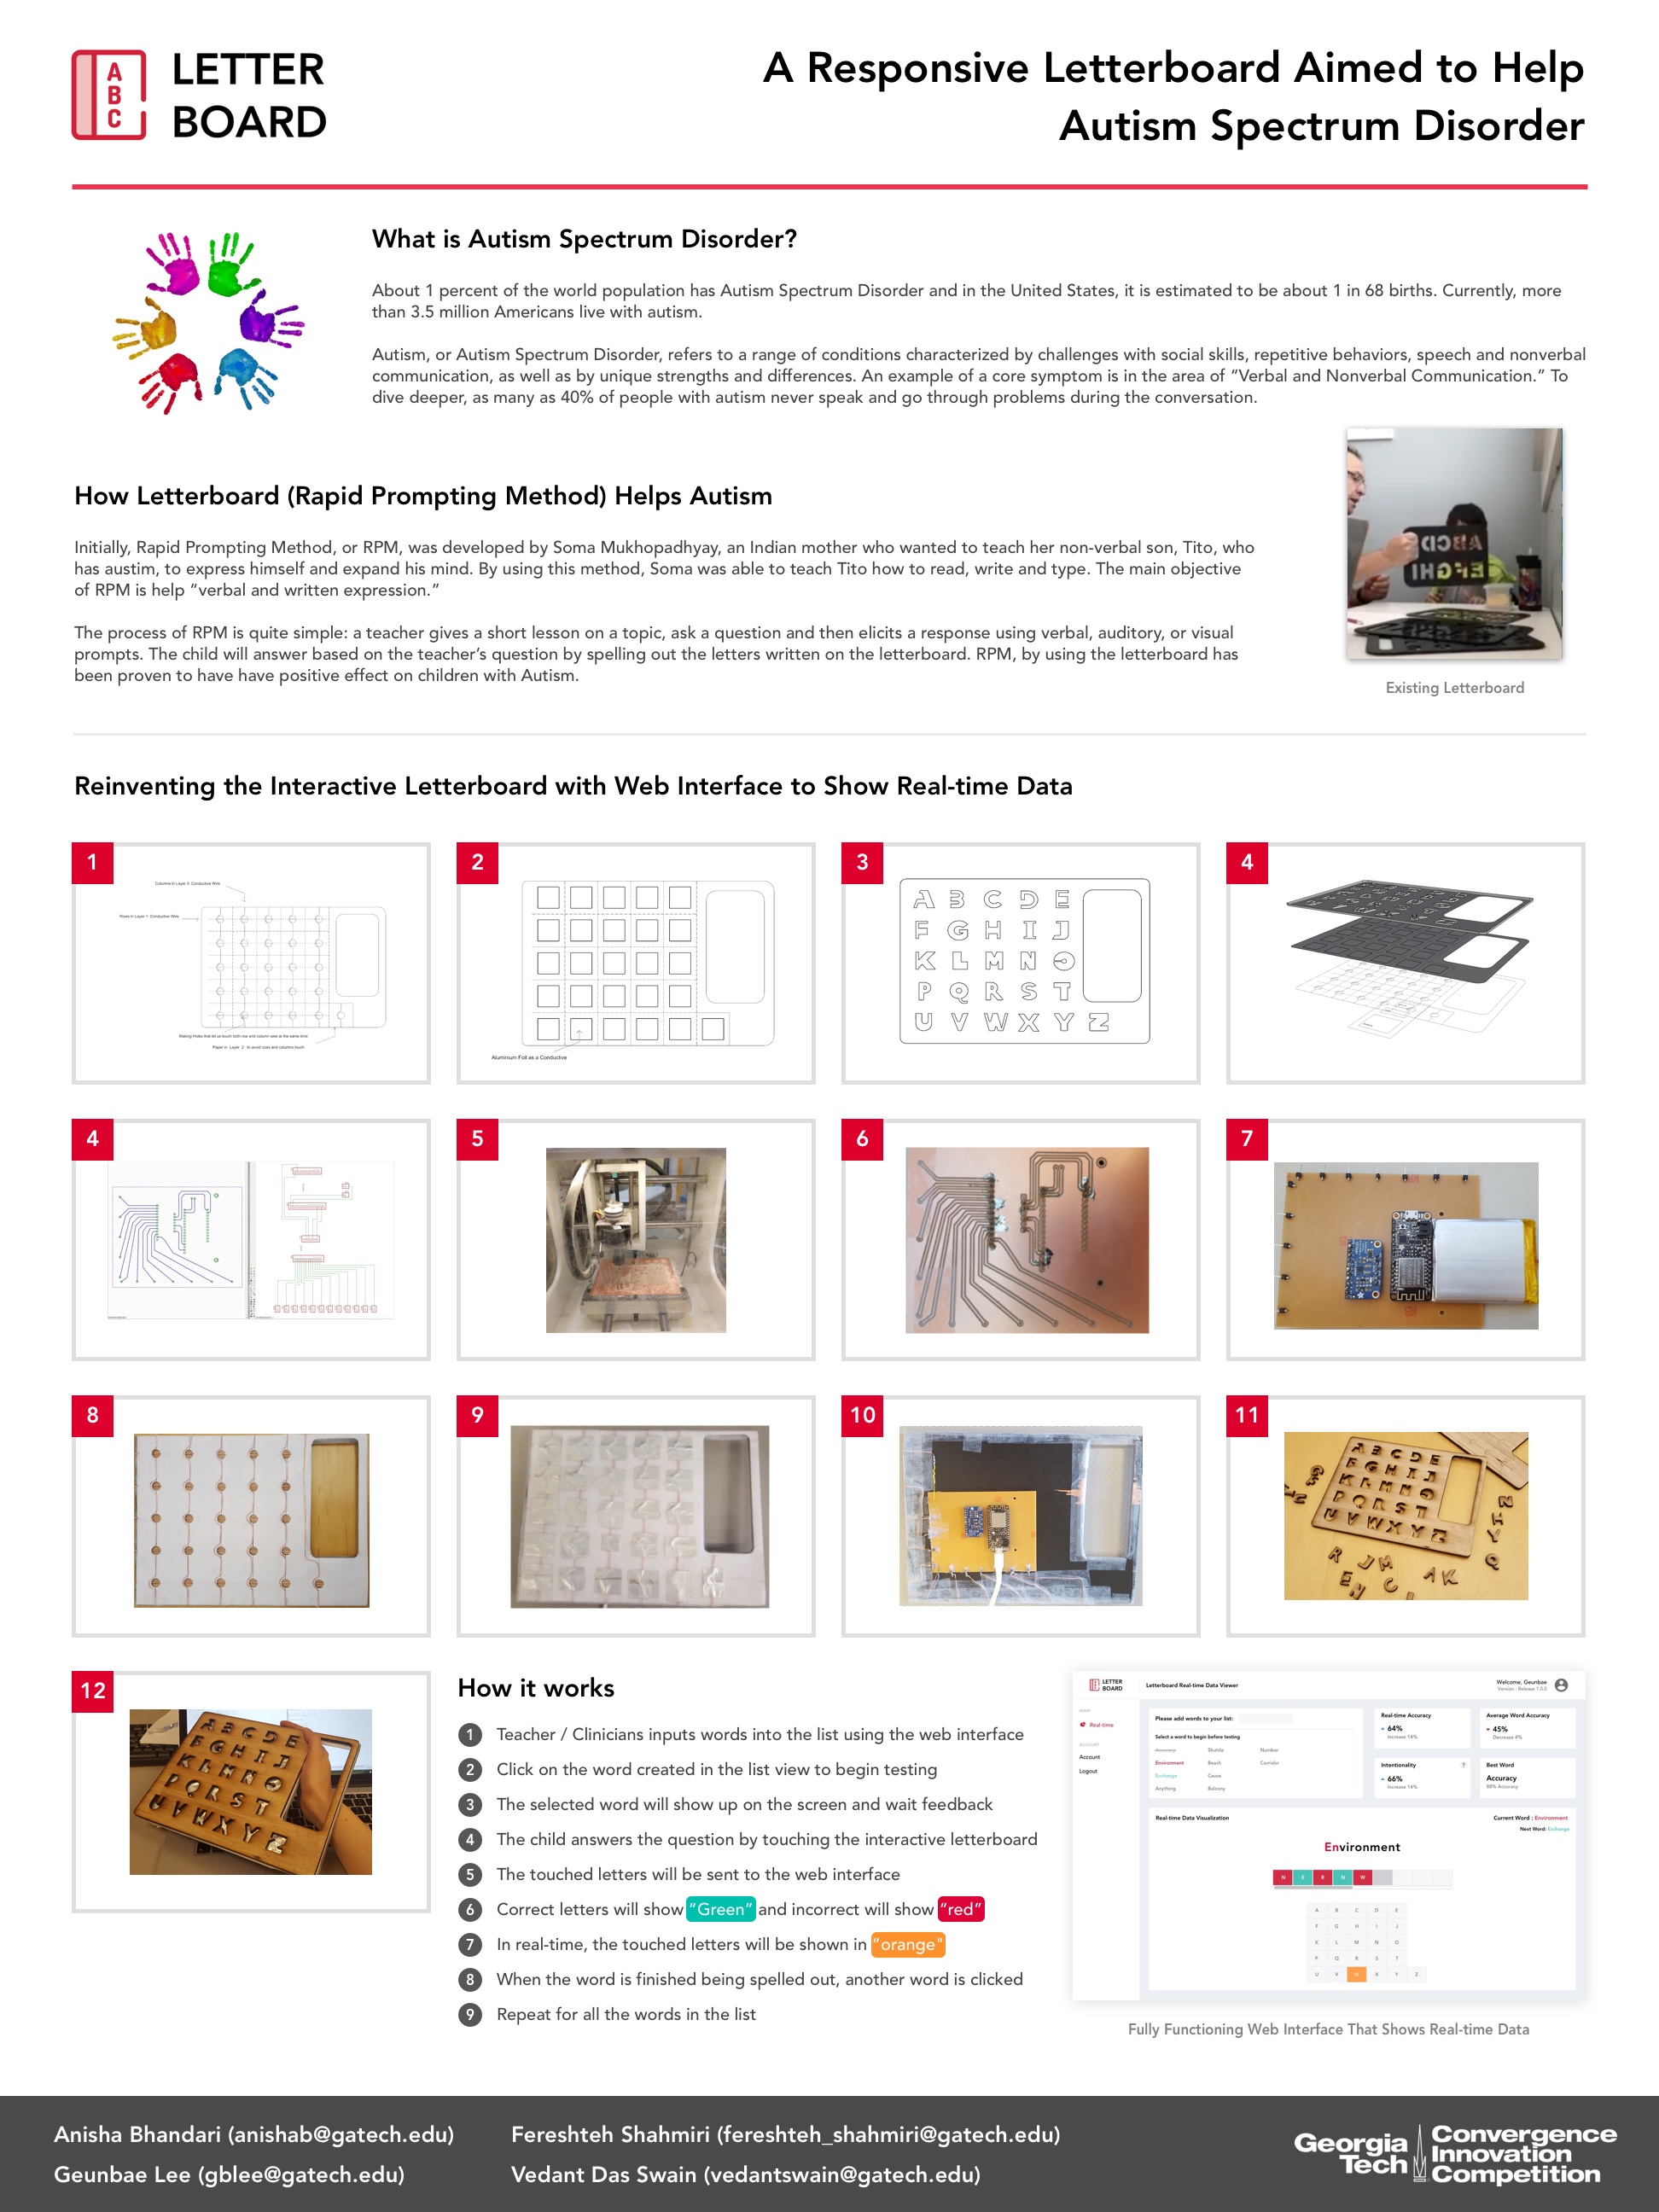 A
B
C
LETTER
BOARD
A Responsive Letterboard Aimed to Help
Autism Spectrum Disorder
What is Autism Spectrum Disorder?
About 1 percent of the world population has Autism Spectrum Disorder and in the United States, it is estimated to be about 1 in 68 births. Currently, more
than 3.5 million Americans live with autism.
Autism, or Autism Spectrum Disorder, refers to a range of conditions characterized by challenges with social skills, repetitive behaviors, speech and nonverbal
communication, as well as by unique strengths and differences. An example of a core symptom is in the area of “Verbal and Nonverbal Communication.” To
dive deeper, as many as 40% of people with autism never speak and go through problems during the conversation.
How Letterboard (Rapid Prompting Method) Helps Autism
Initially, Rapid Prompting Method, or RPM, was developed by Soma Mukhopadhyay, an Indian mother who wanted to teach her non-verbal son, Tito, who
has austim, to express himself and expand his mind. By using this method, Soma was able to teach Tito how to read, write and type. The main objective
of RPM is help “verbal and written expression.”
The process of RPM is quite simple: a teacher gives a short lesson on a topic, ask a question and then elicits a response using verbal, auditory, or visual
prompts. The child will answer based on the teacher’s question by spelling out the letters written on the letterboard. RPM, by using the letterboard has
been proven to have have positive effect on children with Autism.
Existing Letterboard
Reinventing the Interactive Letterboard with Web Interface to Show Real-time Data
1
Columns in Layer 3: Conductive Wire
Rows in Layer 1: Conductive Wire
Making Holes that let us touch both row and column wire at the same time
Paper in Layer 2: to avoid rows and columns touch
2
Aluminium Foil as a Conductive
3
A B C D E
F G H I J
K L M N O
P Q R S T
U V W X Y Z
4
4
5
6
7
8
9
10
11
A B C D E
F G H I J
K L M N O
P Q R S T
U V W X Y Z
12
A B C D E
F G H I J
K L M N O
P Q R S T
U V W X Y Z
How it works
1 Teacher / Clinicians inputs words into the list using the web interface
2 Click on the word created in the list view to begin testing
3 The selected word will show up on the screen and wait feedback
4 The child answers the question by touching the interactive letterboard
5 The touched letters will be sent to the web interface
6 Correct letters will show “Green” and incorrect will show “red”
7 In real-time, the touched letters will be shown in “orange”
8 When the word is finished being spelled out, another word is clicked
9 Repeat for all the words in the list
LETTER
BOARD
Letterboard Real-time Data Viewer
Welcome, Geunbae
Version : Release 1.0.0
Real-time
ACCOUNT
Account
Logout
Please add words to your list:
Select a word to begin before testing
Accuracy Shuttle Number
Environment Beach Corridor
Exchange Cause
Anything Balcony
Real-time Accuracy
64%
Increase 14%
Average Word Accuracy
45%
Decrease 4%
Intentionality ?
66%
Increase 14%
Best Word
Accuracy
68% Accuracy
Real-time Data Visualization
Current Word : Environment
Next Word: Exchange
Environment
N E R N W
A B C D E
F G H I J
K L M N O
P Q R S T
U V W X Y Z
Fully Functioning Web Interface That Shows Real-time Data
Anisha Bhandari (anishab@gatech.edu)
Fereshteh Shahmiri (fereshteh_shahmiri@gatech.edu)
Geunbae Lee (gblee@gatech.edu)
Vedant Das Swain (vedantswain@gatech.edu)
Georgia
Tech
Convergence
Innovation
Competition